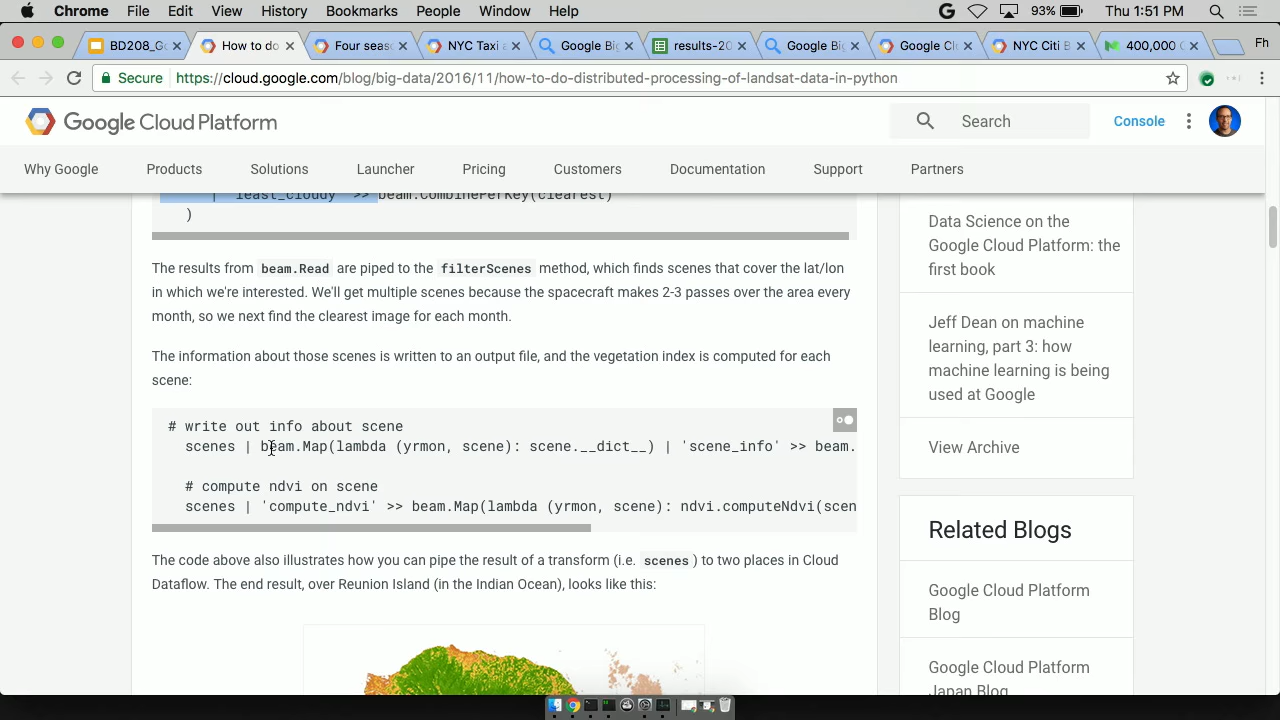 Chrome File Edit View History Bookmarks People Window Help 93% Thu 1:51 PM
BD208_Go How to do Four seas NYC Taxi a Google Big results-20 Google Big Google Clo NYC Citi B 400,000 G Fh
Secure https://cloud.google.com/blog/big-data/2016/11/how-to-do-distributed-processing-of-landsat-data-in-python
Google Cloud Platform Search Console
Why Google Products Solutions Launcher Pricing Customers Documentation Support Partners
| 'least_cloudy' >> beam.CombinePerKey(clearest)
)
The results from beam.Read are piped to the filterScenes method, which finds scenes that cover the lat/lon
in which we're interested. We'll get multiple scenes because the spacecraft makes 2-3 passes over the area every
month, so we next find the clearest image for each month.
The information about those scenes is written to an output file, and the vegetation index is computed for each
scene:
# write out info about scene
scenes | beam.Map(lambda (yrmon, scene): scene.__dict__) | 'scene_info' >> beam.
# compute ndvi on scene
scenes | 'compute_ndvi' >> beam.Map(lambda (yrmon, scene): ndvi.computeNdvi(scen
The code above also illustrates how you can pipe the result of a transform (i.e. scenes ) to two places in Cloud
Dataflow. The end result, over Reunion Island (in the Indian Ocean), looks like this:
Data Science on the
Google Cloud Platform: the
first book
Jeff Dean on machine
learning, part 3: how
machine learning is being
used at Google
View Archive
Related Blogs
Google Cloud Platform
Blog
Google Cloud Platform
Japan Blog